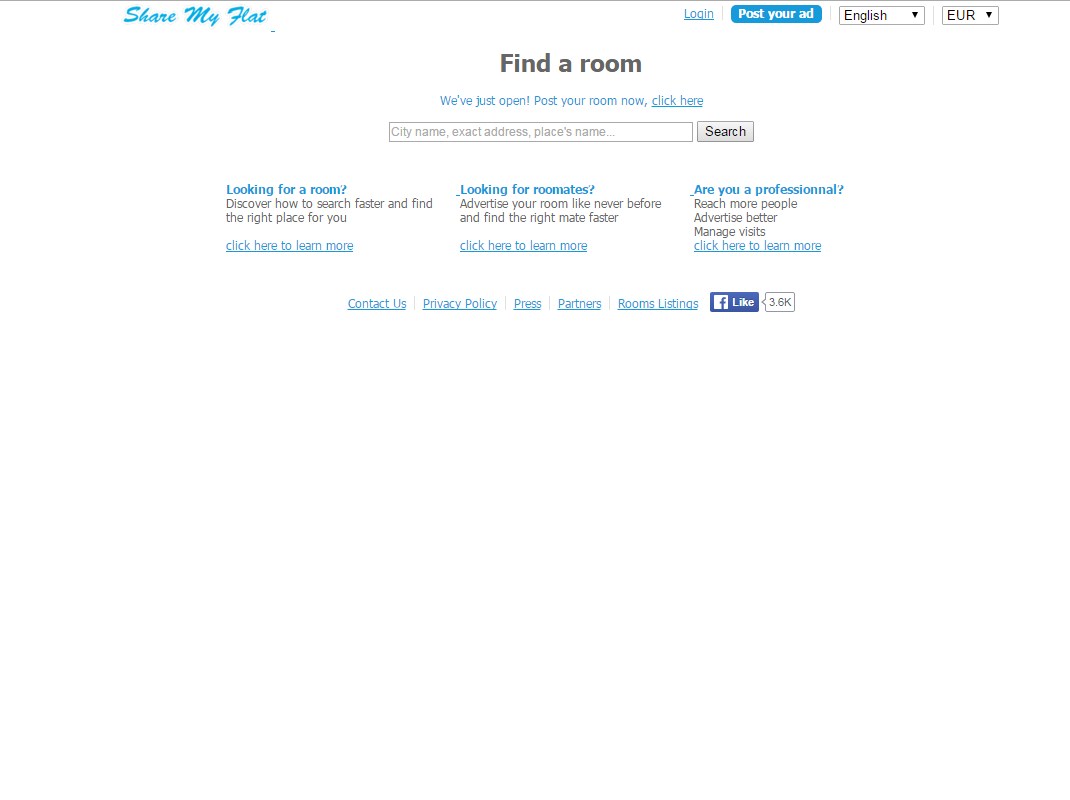 Share My Flat
Login
Post your ad
English
EUR
Find a room
We've just open! Post your room now, click here
City name, exact address, place's name...
Search
Looking for a room?
Discover how to search faster and find
the right place for you
click here to learn more
Looking for roomates?
Advertise your room like never before
and find the right mate faster
click here to learn more
Are you a professionnal?
Reach more people
Advertise better
Manage visits
click here to learn more
Contact Us
Privacy Policy
Press
Partners
Rooms Listings
Like
3.6K